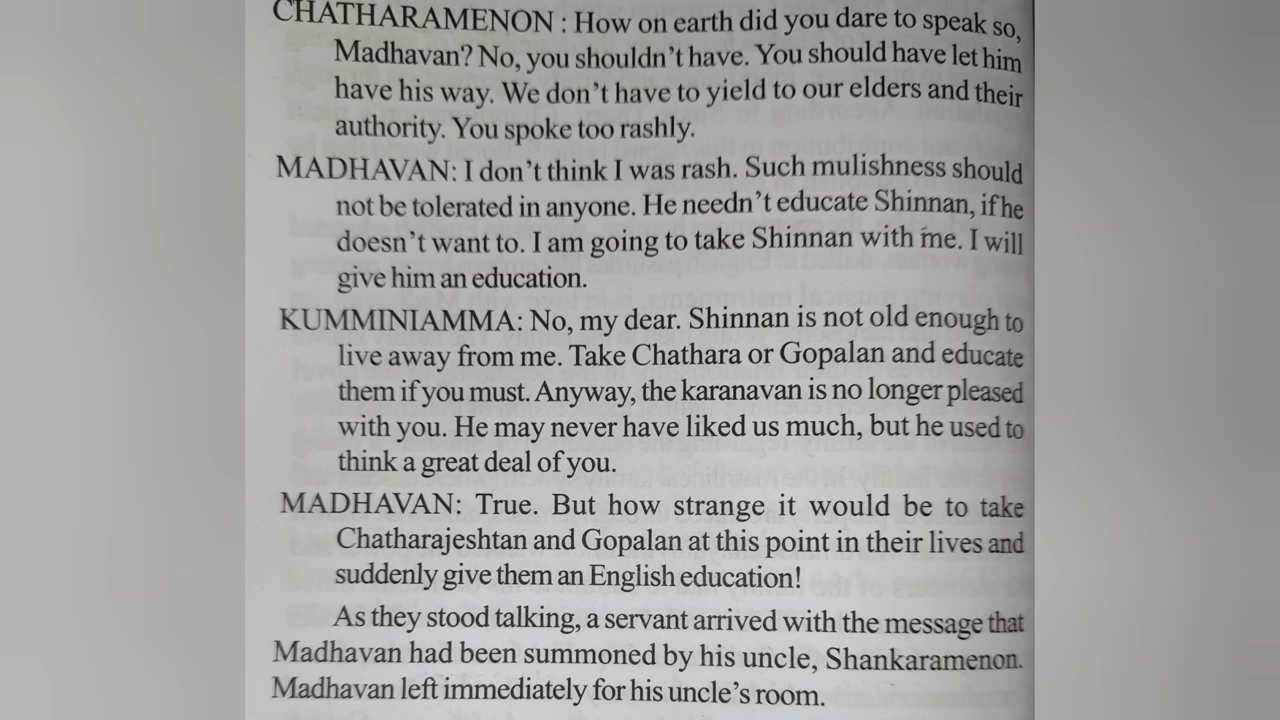 CHATHARAMENON : How on earth did you dare to speak so,
Madhavan? No, you shouldn't have. You should have let him
have his way. We don't have to yield to our elders and their
authority. You spoke too rashly.
MADHAVAN: I don't think I was rash. Such mulishness should
not be tolerated in anyone. He needn't educate Shinnan, if he
doesn't want to. I am going to take Shinnan with me. I will
give him an education.
KUMMINIAMMA: No, my dear. Shinnan is not old enough to
live away from me. Take Chathara or Gopalan and educate
them if you must. Anyway, the karanavan is no longer pleased
with you. He may never have liked us much, but he used to
think a great deal of you.
MADHAVAN: True. But how strange it would be to take
Chatharajeshtan and Gopalan at this point in their lives and
suddenly give them an English education!
As they stood talking, a servant arrived with the message that
Madhavan had been summoned by his uncle, Shankaramenon.
Madhavan left immediately for his uncle's room.